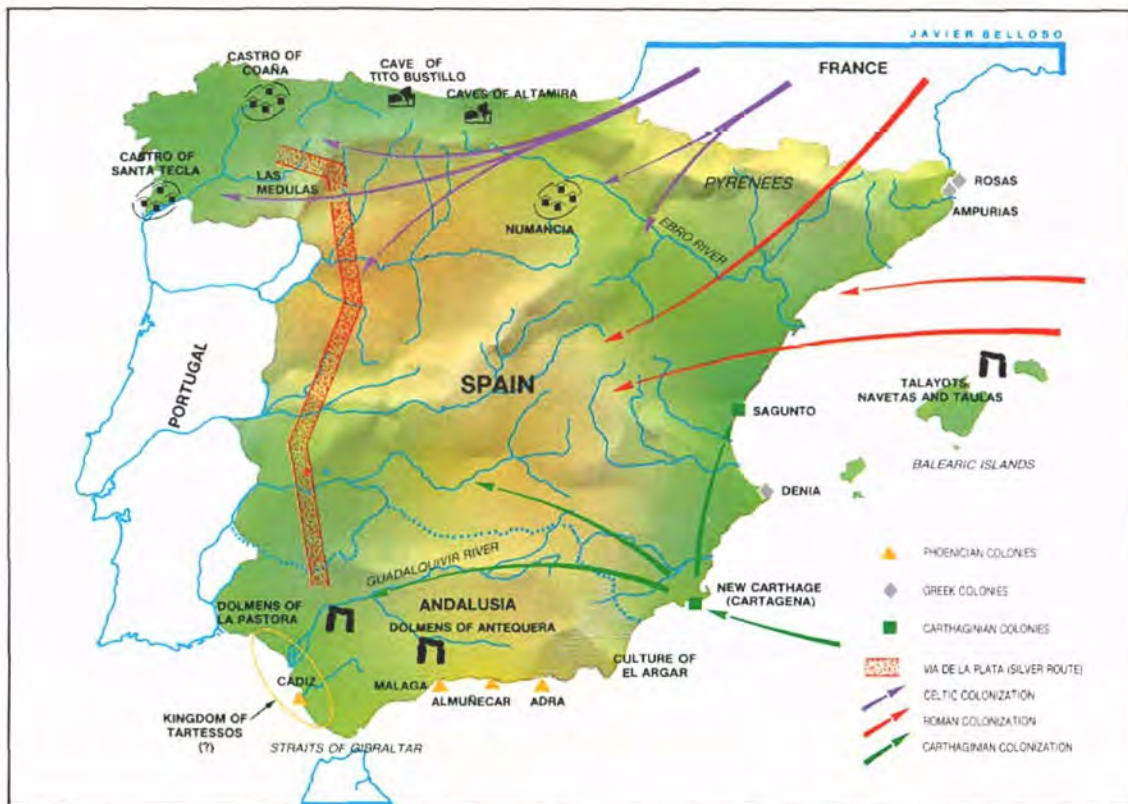 JAVIER BELLOSO
FRANCE
CASTRO OF
COAÑA
CAVE OF
TITO BUSTILLO
CAVES OF ALTAMIRA
CASTRO OF
SANTA TECLA
LAS
MEDULAS
NUMANCIA
PYRENEES
EBRO RIVER
ROSAS
AMPURIAS
PORTUGAL
SPAIN
TALAYOTS,
NAVETAS AND TAULAS
BALEARIC ISLANDS
SAGUNTO
DENIA
GUADALQUIVIR RIVER
NEW CARTHAGE
(CARTAGENA)
DOLMENS OF
LA PASTORA
ANDALUSIA
DOLMENS OF ANTEQUERA
CULTURE OF
EL ARGAR
CÁDIZ
MALAGA
ALMUÑECAR
ADRA
KINGDOM OF
TARTESSOS
(?)
STRAITS OF GIBRALTAR
PHOENICIAN COLONIES
GREEK COLONIES
CARTHAGINIAN COLONIES
VIA DE LA PLATA (SILVER ROUTE)
CELTIC COLONIZATION
ROMAN COLONIZATION
CARTHAGINIAN COLONIZATION